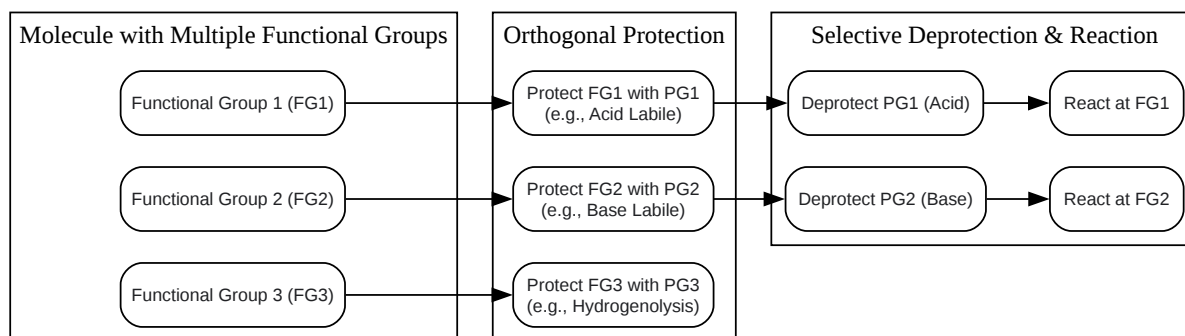 Molecule with Multiple Functional Groups
Orthogonal Protection
Selective Deprotection & Reaction
Functional Group 1 (FG1)
Protect FG1 with PG1
(e.g., Acid Labile)
Deprotect PG1 (Acid)
React at FG1
Functional Group 2 (FG2)
Protect FG2 with PG2
(e.g., Base Labile)
Deprotect PG2 (Base)
React at FG2
Functional Group 3 (FG3)
Protect FG3 with PG3
(e.g., Hydrogenolysis)